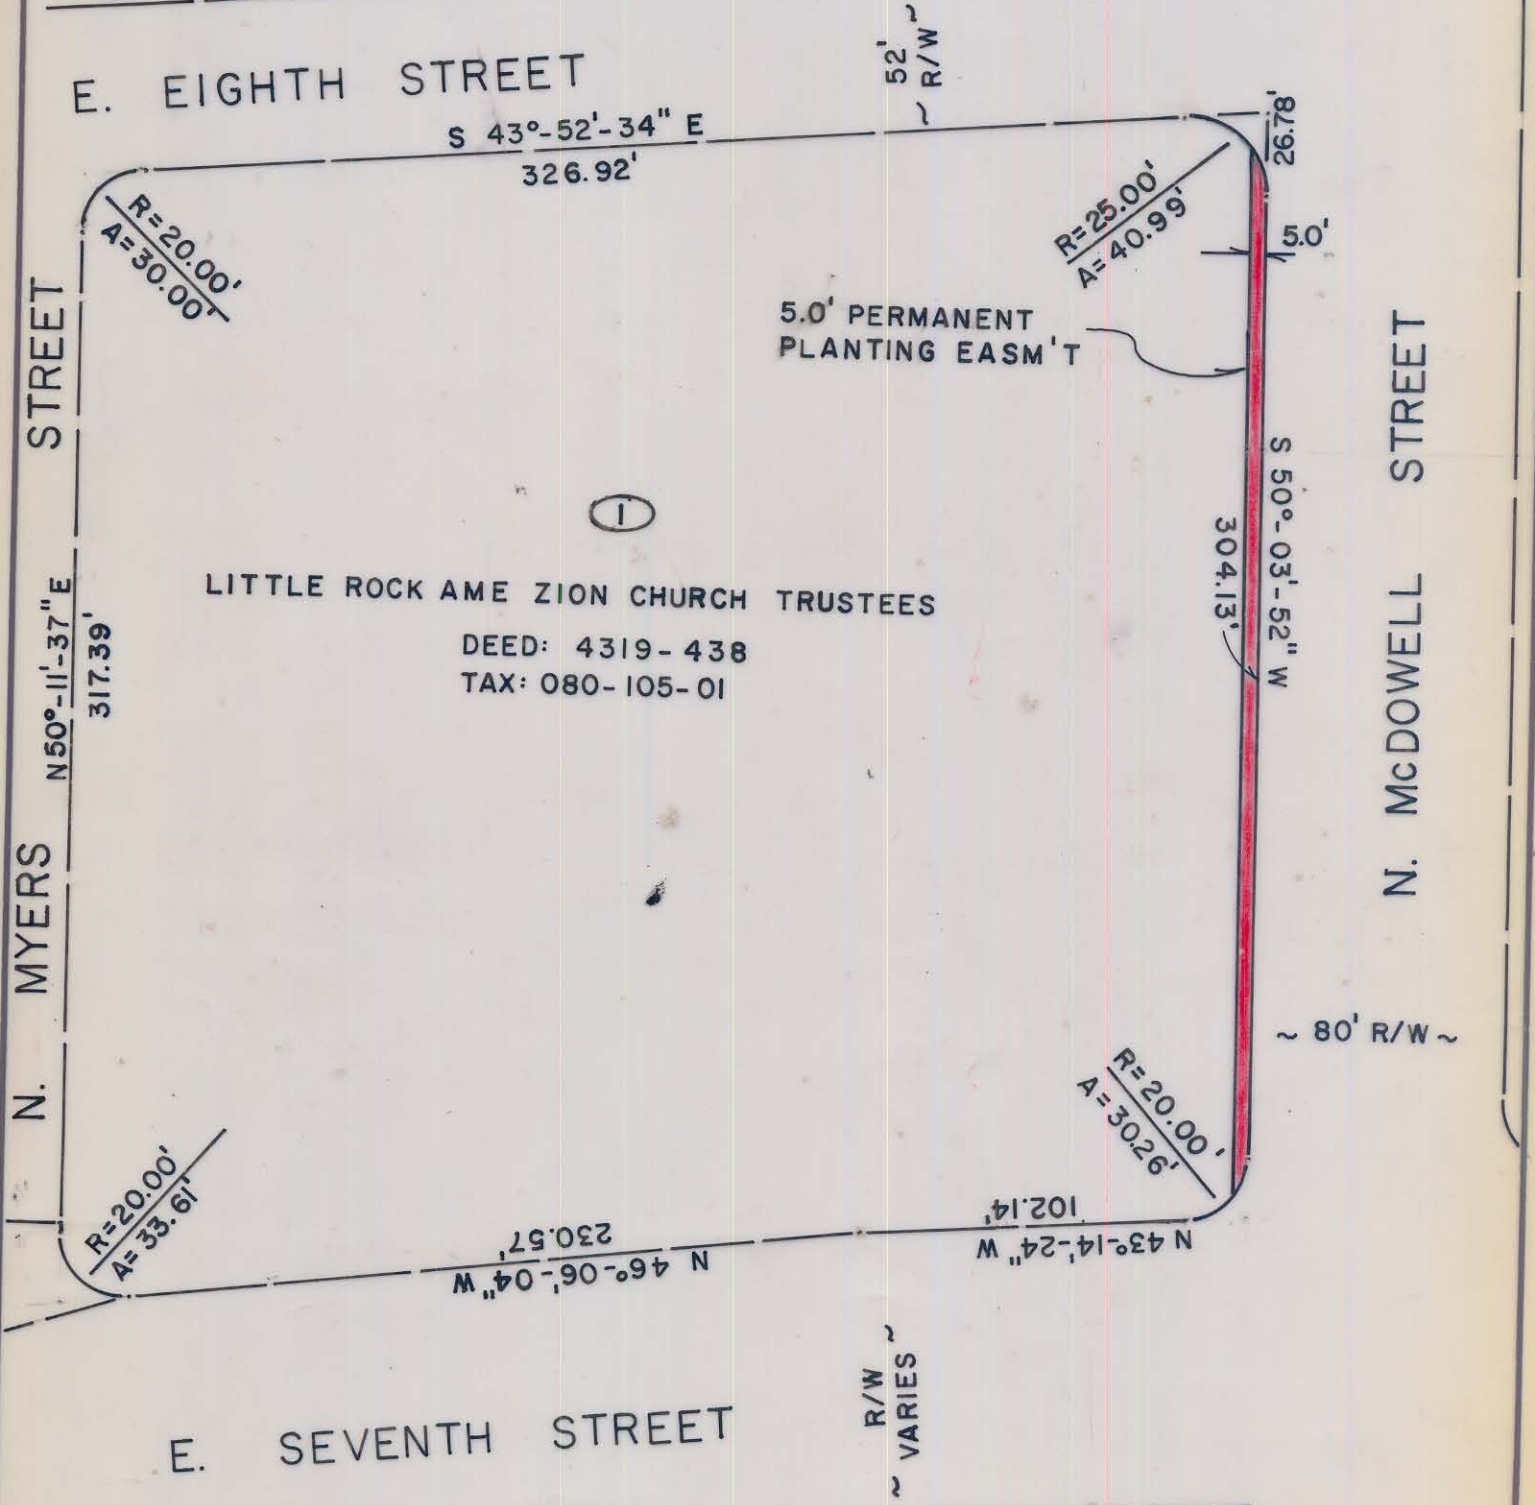 E. EIGHTH STREET
52'
~ R/W ~
S 43°-52'-34" E
326.92'
26.78'
R=20.00'
A=30.00'
R=25.00'
A=40.99'
5.0'
5.0' PERMANENT
PLANTING EASM'T
N. MYERS STREET
N50°-11'-37" E
317.39'
1
LITTLE ROCK AME ZION CHURCH TRUSTEES
DEED: 4319-438
TAX: 080-105-01
S 50°-03'-52" W
304.13'
N. McDOWELL STREET
~ 80' R/W ~
R=20.00'
A=33.61'
R=20.00'
A=30.26'
230.57'
N 46°-06'-04" W
102.14'
N 43°-14'-24" W
R/W
~ VARIES ~
E. SEVENTH STREET